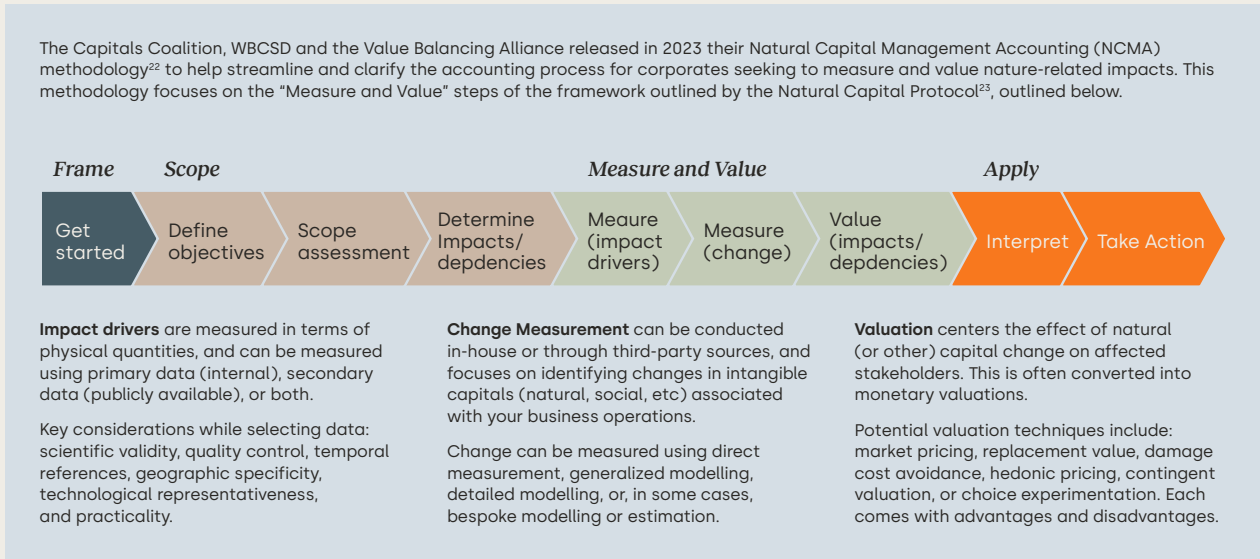 The Capitals Coalition, WBCSD and the Value Balancing Alliance released in 2023 their Natural Capital Management Accounting (NCMA)
methodology²² to help streamline and clarify the accounting process for corporates seeking to measure and value nature-related impacts. This
methodology focuses on the “Measure and Value” steps of the framework outlined by the Natural Capital Protocol²³, outlined below.
Frame
Scope
Measure and Value
Apply
Get
started
Define
objectives
Scope
assessment
Determine
Impacts/
depdencies
Meaure
(impact
drivers)
Measure
(change)
Value
(impacts/
depdencies)
Interpret
Take Action
Impact drivers are measured in terms of
physical quantities, and can be measured
using primary data (internal), secondary
data (publicly available), or both.
Key considerations while selecting data:
scientific validity, quality control, temporal
references, geographic specificity,
technological representativeness,
and practicality.
Change Measurement can be conducted
in-house or through third-party sources, and
focuses on identifying changes in intangible
capitals (natural, social, etc) associated
with your business operations.
Change can be measured using direct
measurement, generalized modelling,
detailed modelling, or, in some cases,
bespoke modelling or estimation.
Valuation centers the effect of natural
(or other) capital change on affected
stakeholders. This is often converted into
monetary valuations.
Potential valuation techniques include:
market pricing, replacement value, damage
cost avoidance, hedonic pricing, contingent
valuation, or choice experimentation. Each
comes with advantages and disadvantages.